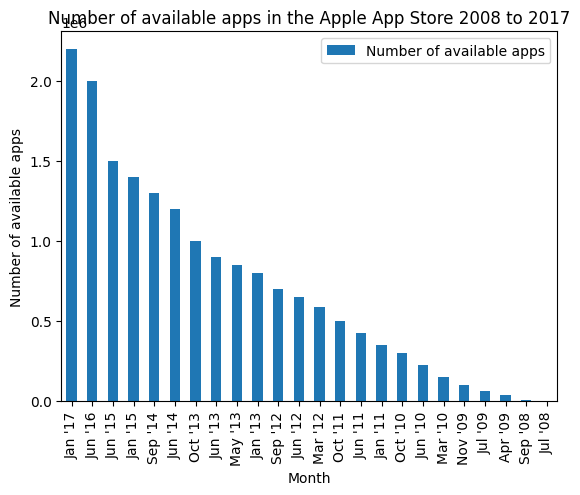 Number of available apps in the Apple App Store 2008 to 2017
1e6
Number of available apps
2.0
1.5
1.0
0.5
0.0
Number of available apps
Jan '17
Jun '16
Jun '15
Jan '15
Sep '14
Jun '14
Oct '13
Jun '13
May '13
Jan '13
Sep '12
Jun '12
Mar '12
Oct '11
Jun '11
Jan '11
Oct '10
Jun '10
Mar '10
Nov '09
Jul '09
Apr '09
Sep '08
Jul '08
Month